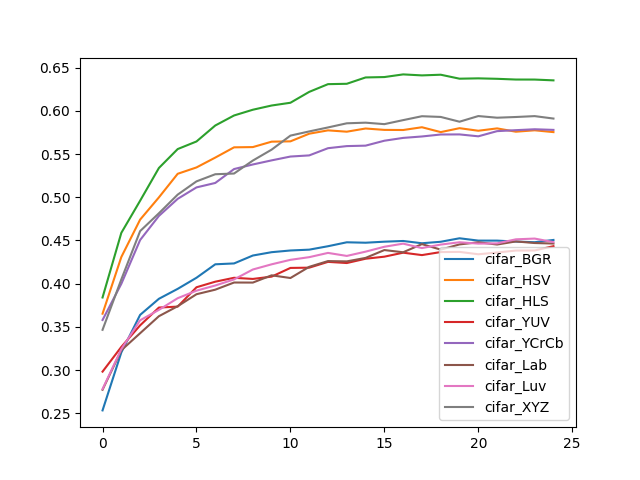 0.65
0.60
0.55
0.50
0.45
0.40
0.35
0.30
0.25
0 5 10 15 20 25
cifar_BGR
cifar_HSV
cifar_HLS
cifar_YUV
cifar_YCrCb
cifar_Lab
cifar_Luv
cifar_XYZ